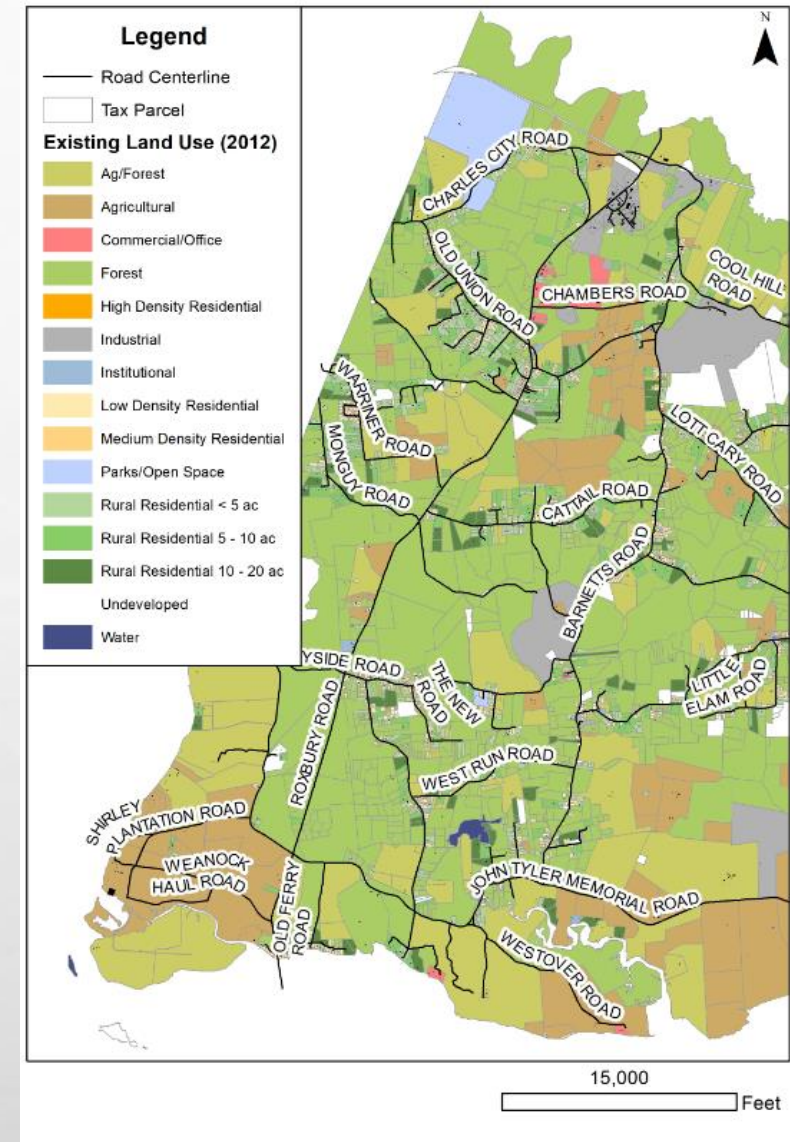 Legend
Road Centerline
Tax Parcel
Existing Land Use (2012)
Ag/Forest
Agricultural
Commercial/Office
Forest
High Density Residential
Industrial
Institutional
Low Density Residential
Medium Density Residential
Parks/Open Space
Rural Residential < 5 ac
Rural Residential 5 - 10 ac
Rural Residential 10 - 20 ac
Undeveloped
Water
N
CHARLES CITY ROAD
OLD UNION ROAD
COOL HILL
ROAD
CHAMBERS ROAD
WARRINER ROAD
MONGUY ROAD
LOTT CARY ROAD
CATTAIL ROAD
BARNETTS ROAD
YSIDE ROAD
THE NEW
ROAD
LITTLE
ELAM ROAD
ROXBURY ROAD
WEST RUN ROAD
SHIRLEY
PLANTATION ROAD
WEANOCK
HAUL ROAD
OLD FERRY
ROAD
JOHN TYLER MEMORIAL ROAD
WESTOVER ROAD
15,000
Feet